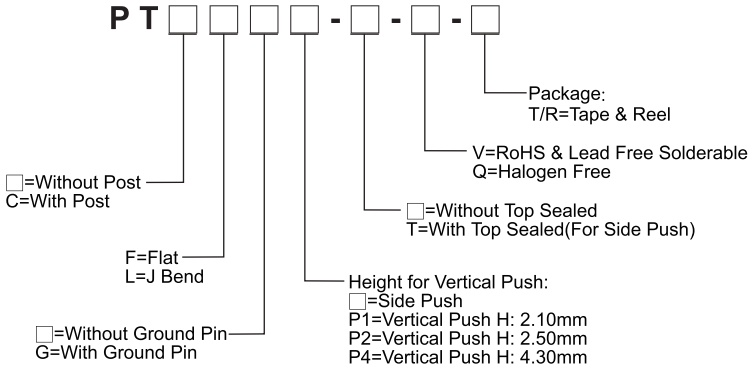 PT□□□□-□-□-□
Package:
T/R=Tape & Reel
V=RoHS & Lead Free Solderable
Q=Halogen Free
□=Without Post
C=With Post
□=Without Top Sealed
T=With Top Sealed(For Side Push)
F=Flat
L=J Bend
Height for Vertical Push:
□=Side Push
P1=Vertical Push H: 2.10mm
P2=Vertical Push H: 2.50mm
P4=Vertical Push H: 4.30mm
□=Without Ground Pin
G=With Ground Pin